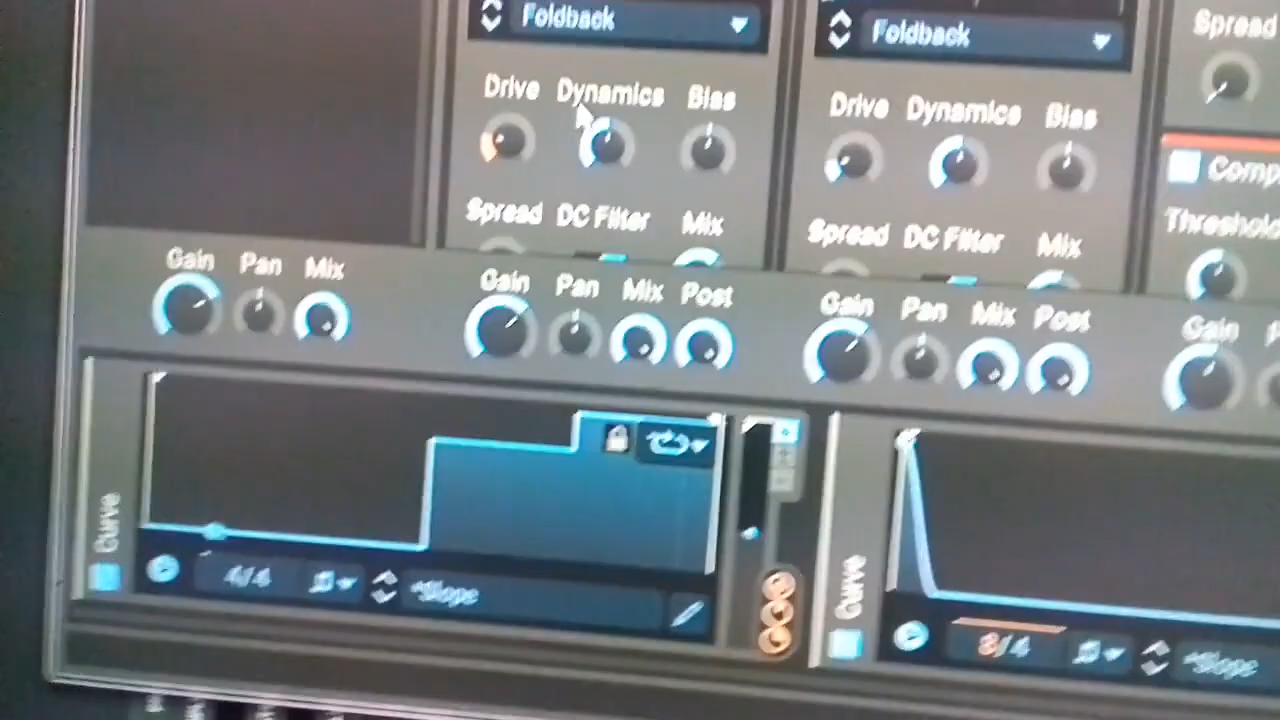 Foldback
Foldback
Spread
Drive Dynamics Bias
Drive Dynamics Bias
Comp
Spread DC Filter Mix
Spread DC Filter Mix
Threshold
Gain Pan Mix
Gain Pan Mix Post
Gain Pan Mix Post
Gain
Curve
4/4
*Slope
Curve
8/4
*Slope